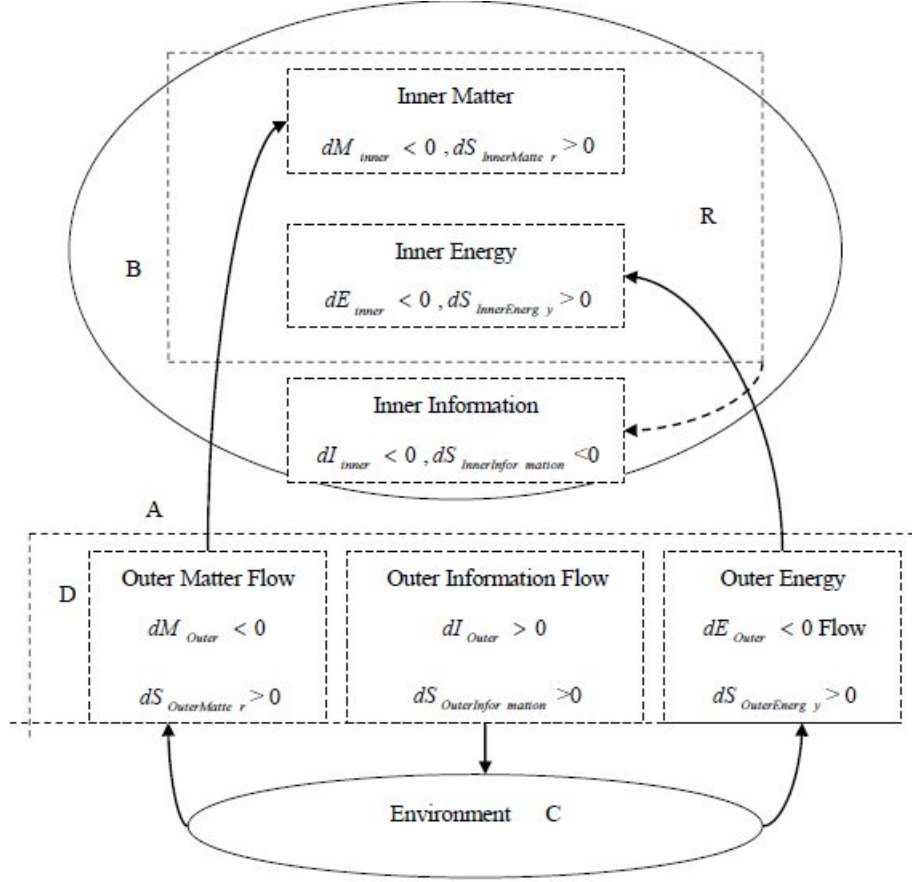 Inner Matter
dM inner < 0 , dS InnerMatte r > 0
R
Inner Energy
B
dE inner < 0 , dS InnerEnerg y > 0
Inner Information
dI inner < 0 , dS InnerInfor mation <0
A
D
Outer Matter Flow
dM Outer < 0
dS OuterMatte r > 0
Outer Information Flow
dI Outer > 0
dS OuterInfor mation >0
Outer Energy
dE Outer < 0 Flow
dS OuterEnerg y > 0
Environment C